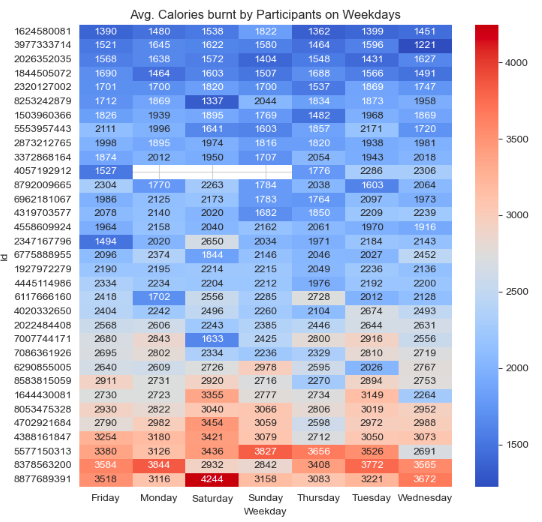 Avg. Calories burnt by Participants on Weekdays
1624580081 1390 1480 1538 1822 1362 1399 1451
3977333714 1521 1645 1622 1580 1464 1596 1221
2026352035 1568 1638 1572 1404 1548 1431 1627
1844505072 1690 1464 1603 1507 1688 1566 1491
2320127002 1701 1700 1820 1700 1537 1869 1747
8253242879 1712 1869 1337 2044 1834 1873 1958
1503960366 1826 1939 1895 1769 1482 1968 1869
5553957443 2111 1996 1641 1603 1857 2171 1720
2873212765 1998 1895 1974 1816 1820 1938 1981
3372868164 1874 2012 1950 1707 2054 1943 2018
4057192912 1527 1776 2286 2306
8792009665 2304 1770 2263 1784 2038 1603 2064
6962181067 1986 2125 2173 1783 1764 2097 1973
4319703577 2078 2140 2020 1682 1850 2209 2239
4558609924 1964 2158 2040 2162 2061 1970 1916
2347167796 1494 2020 2650 2034 1971 2184 2143
6775888955 2096 2374 1844 2146 2046 2027 2452
1927972279 2190 2195 2214 2215 2049 2236 2136
4445114986 2334 2234 2204 2212 1976 2192 2200
6117666160 2418 1702 2556 2285 2728 2012 2128
4020332650 2404 2242 2496 2260 2104 2674 2493
2022484408 2568 2606 2243 2385 2446 2644 2631
7007744171 2680 2843 1633 2425 2800 2916 2556
7086361926 2695 2802 2334 2236 2329 2810 2719
6290855005 2640 2609 2726 2978 2595 2026 2767
8583815059 2911 2731 2920 2716 2270 2894 2753
1644430081 2730 2723 3355 2777 2734 3149 2264
8053475328 2930 2822 3040 3066 2806 3019 2952
4702921684 2790 2982 3454 3059 2598 2972 2988
4388161847 3254 3180 3421 3079 2712 3050 3073
5577150313 3380 3126 3436 3827 3656 3526 2691
8378563200 3584 3844 2932 2842 3408 3772 3565
8877689391 3518 3116 4244 3158 3083 3221 3672
Friday Monday Saturday Sunday Thursday Tuesday Wednesday
Weekday
Id
4000
3500
3000
2500
2000
1500